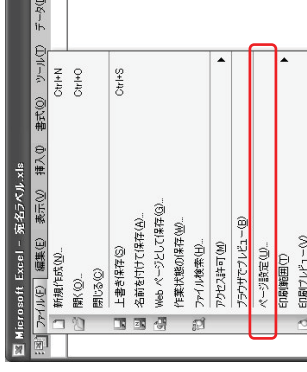 Microsoft Excel - 宛名ラベル.xls
ファイル(F) 編集(E) 表示(V) 挿入(I) 書式(O) ツール(T) データ(D)
新規作成(N)... Ctrl+N
開く(O)... Ctrl+O
閉じる(C)
上書き保存(S) Ctrl+S
名前を付けて保存(A)...
Web ページとして保存(G)...
作業状態の保存(W)...
ファイル検索(H)...
アクセス許可(M)
ブラウザでプレビュー(B)
ページ設定(U)...
印刷範囲(T)
印刷プレビュー(V)